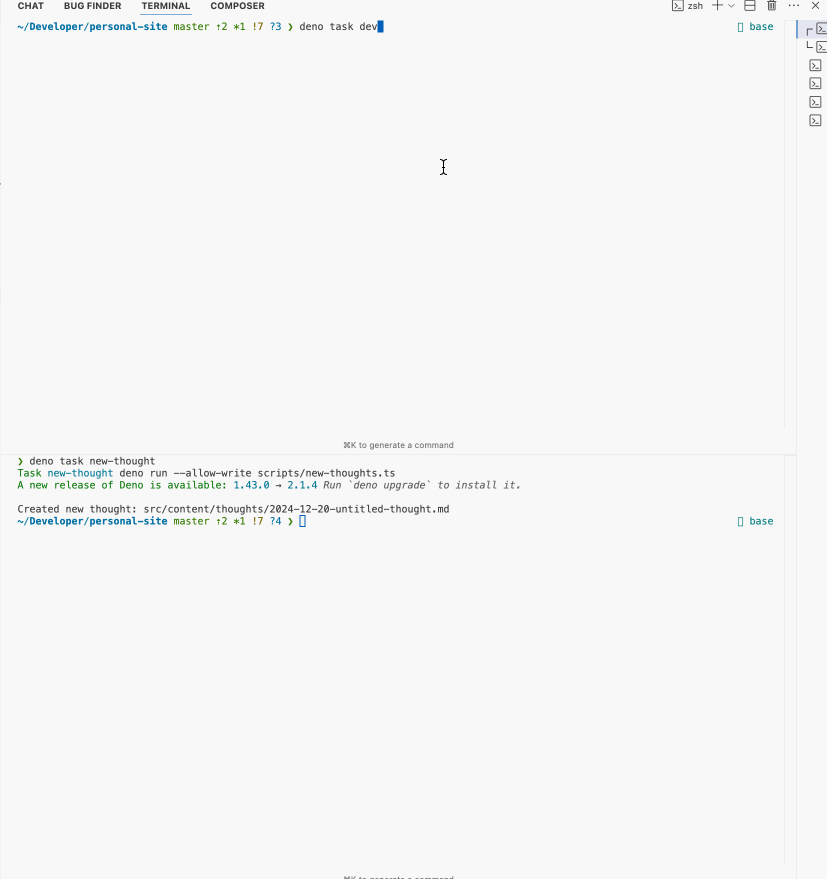 CHAT BUG FINDER TERMINAL COMPOSER zsh
~/Developer/personal-site master ↑2 *1 !7 ?3 ❯ deno task dev base
⌘K to generate a command
❯ deno task new-thought
Task new-thought deno run --allow-write scripts/new-thoughts.ts
A new release of Deno is available: 1.43.0 → 2.1.4 Run `deno upgrade` to install it.
Created new thought: src/content/thoughts/2024-12-20-untitled-thought.md
~/Developer/personal-site master ↑2 *1 !7 ?4 ❯ base
⌘K to generate a command